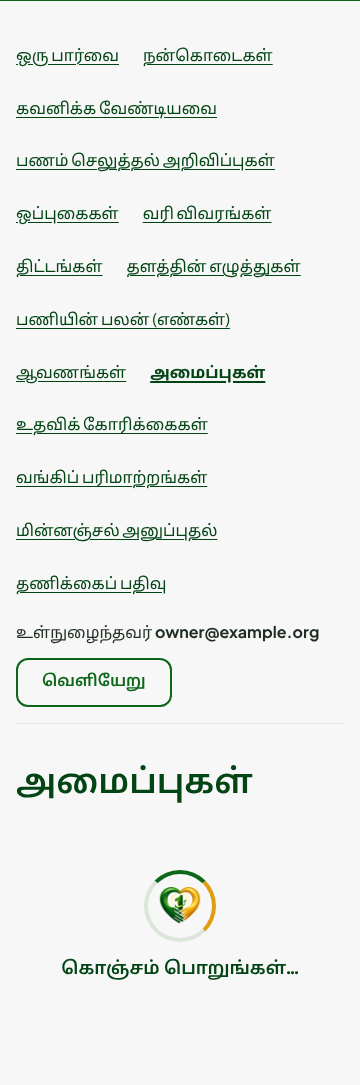 ஒரு பார்வை நன்கொடைகள்
கவனிக்க வேண்டியவை
பணம் செலுத்தல் அறிவிப்புகள்
ஒப்புகைகள் வரி விவரங்கள்
திட்டங்கள் தளத்தின் எழுத்துகள்
பணியின் பலன் (எண்கள்)
ஆவணங்கள் அமைப்புகள்
உதவிக் கோரிக்கைகள்
வங்கிப் பரிமாற்றங்கள்
மின்னஞ்சல் அனுப்புதல்
தணிக்கைப் பதிவு
உள்நுழைந்தவர் owner@example.org
வெளியேறு
அமைப்புகள்
கொஞ்சம் பொறுங்கள்…